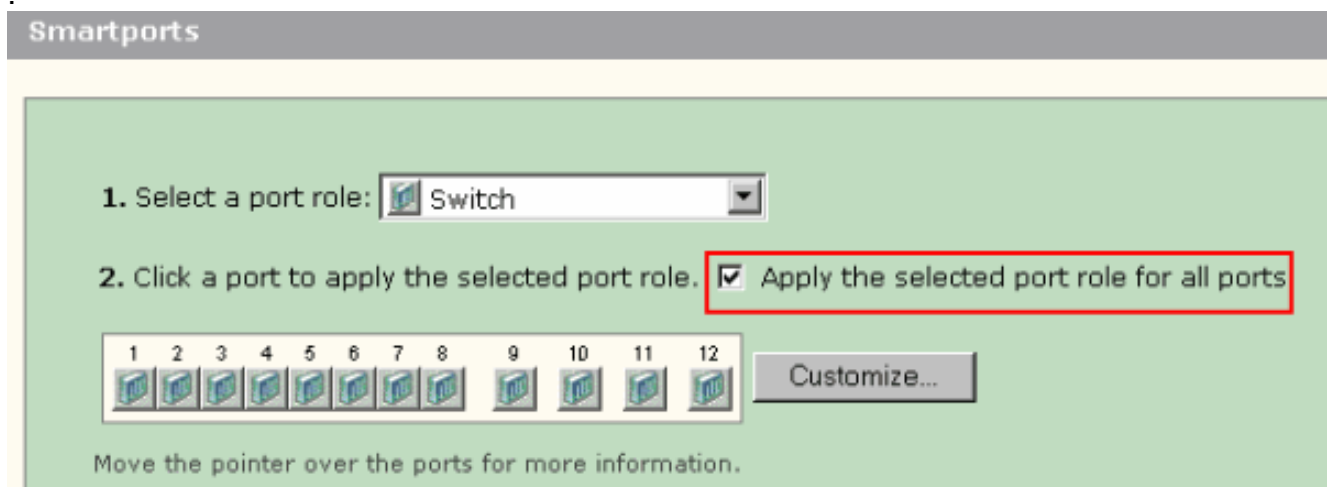 .
Smartports
1. Select a port role: Switch
2. Click a port to apply the selected port role. Apply the selected port role for all ports
1 2 3 4 5 6 7 8 9 10 11 12
Customize...
Move the pointer over the ports for more information.